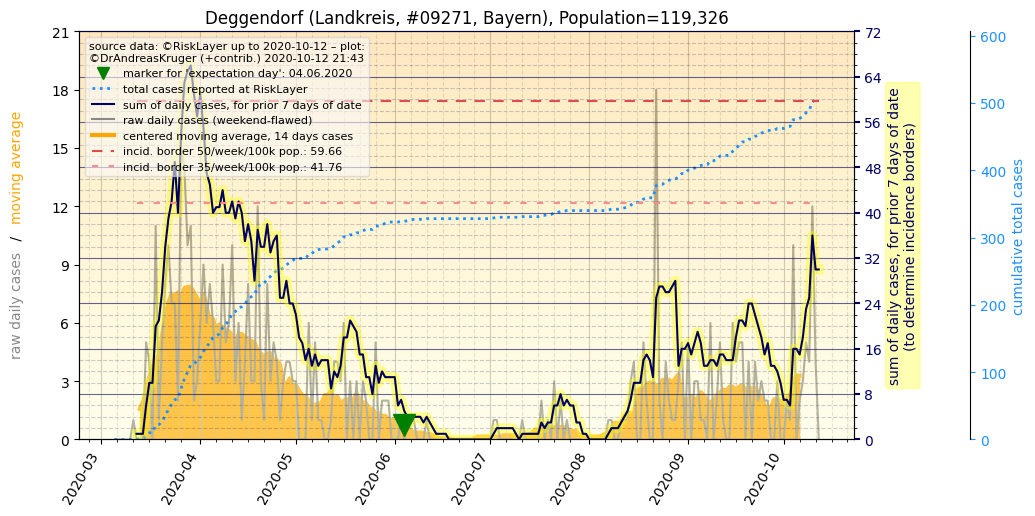 Deggendorf (Landkreis, #09271, Bayern), Population=119,326
source data: ©RiskLayer up to 2020-10-12 – plot:
©DrAndreasKruger (+contrib.) 2020-10-12 21:43
marker for 'expectation day': 04.06.2020
total cases reported at RiskLayer
sum of daily cases, for prior 7 days of date
raw daily cases (weekend-flawed)
centered moving average, 14 days cases
incid. border 50/week/100k pop.: 59.66
incid. border 35/week/100k pop.: 41.76
raw daily cases / moving average
21
18
15
12
9
6
3
0
72
64
56
48
40
32
24
16
8
0
sum of daily cases, for prior 7 days of date
(to determine incidence borders)
600
500
400
300
200
100
0
cumulative total cases
2020-03
2020-04
2020-05
2020-06
2020-07
2020-08
2020-09
2020-10